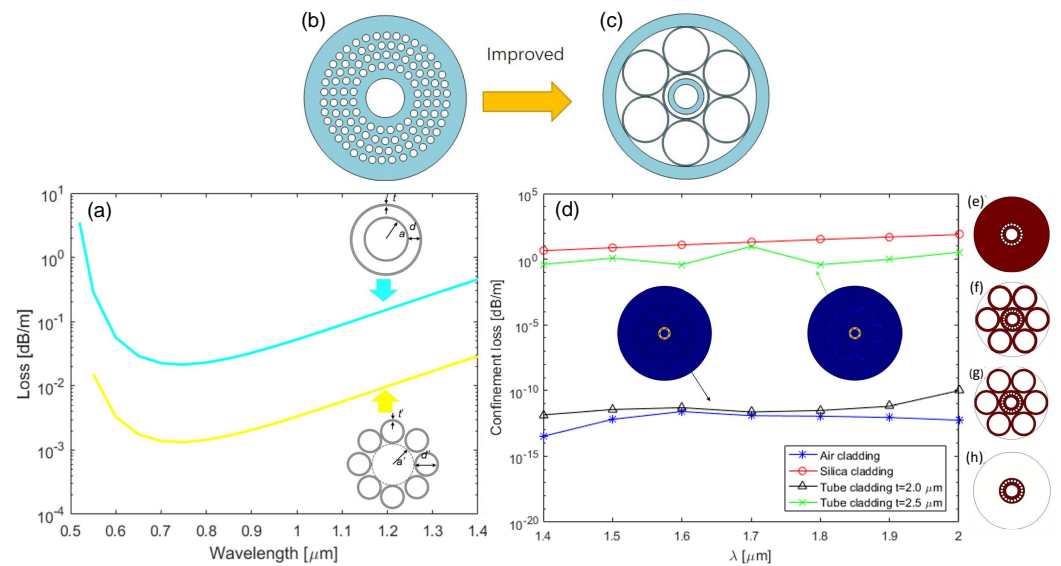 (b)
Improved
(c)
(a)
Loss [dB/m]
10^1
10^0
10^-1
10^-2
10^-3
10^-4
0.5 0.6 0.7 0.8 0.9 1 1.1 1.2 1.3 1.4
Wavelength [μm]
t
a
d
t'
a'
d'
(d)
Confinement loss [dB/m]
10^5
10^0
10^-5
10^-10
10^-15
10^-20
1.4 1.5 1.6 1.7 1.8 1.9 2
λ [μm]
Air cladding
Silica cladding
Tube cladding t=2.0 μm
Tube cladding t=2.5 μm
(e)
(f)
(g)
(h)